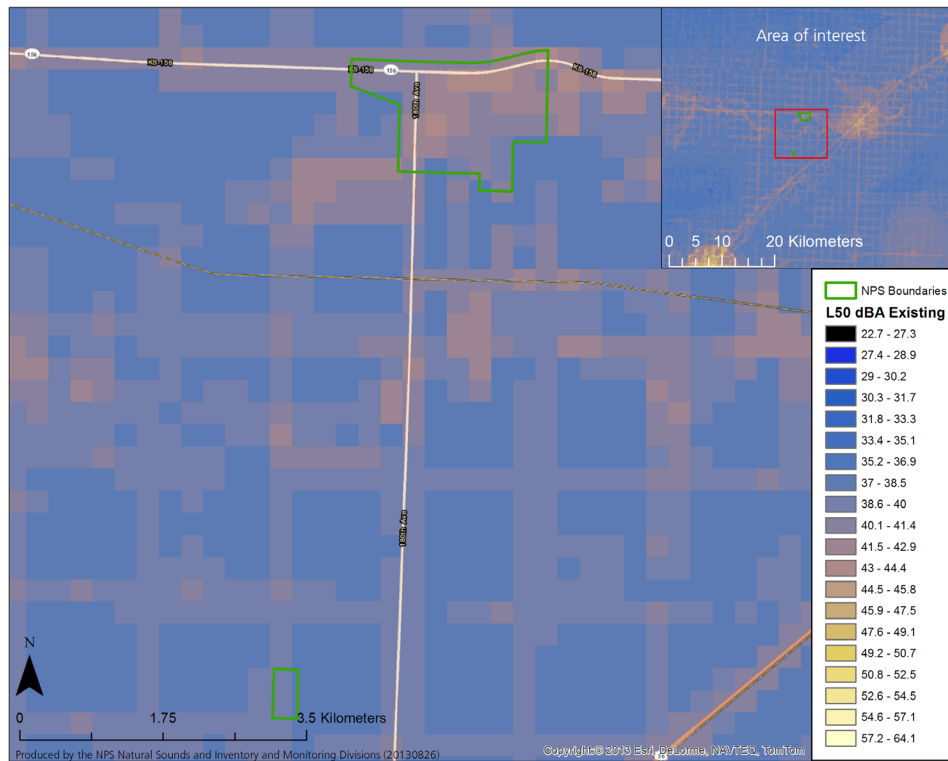 Area of interest
0 5 10 20 Kilometers
156
KS-156
KS-156
156
KS-156
180th Ave
180th Ave
NPS Boundaries
L50 dBA Existing
22.7 - 27.3
27.4 - 28.9
29 - 30.2
30.3 - 31.7
31.8 - 33.3
33.4 - 35.1
35.2 - 36.9
37 - 38.5
38.6 - 40
40.1 - 41.4
41.5 - 42.9
43 - 44.4
44.5 - 45.8
45.9 - 47.5
47.6 - 49.1
49.2 - 50.7
50.8 - 52.5
52.6 - 54.5
54.6 - 57.1
57.2 - 64.1
N
0 1.75 3.5 Kilometers
Produced by the NPS Natural Sounds and Inventory and Monitoring Divisions (20130826)
Copyright:© 2013 Esri, DeLorme, NAVTEQ, TomTom